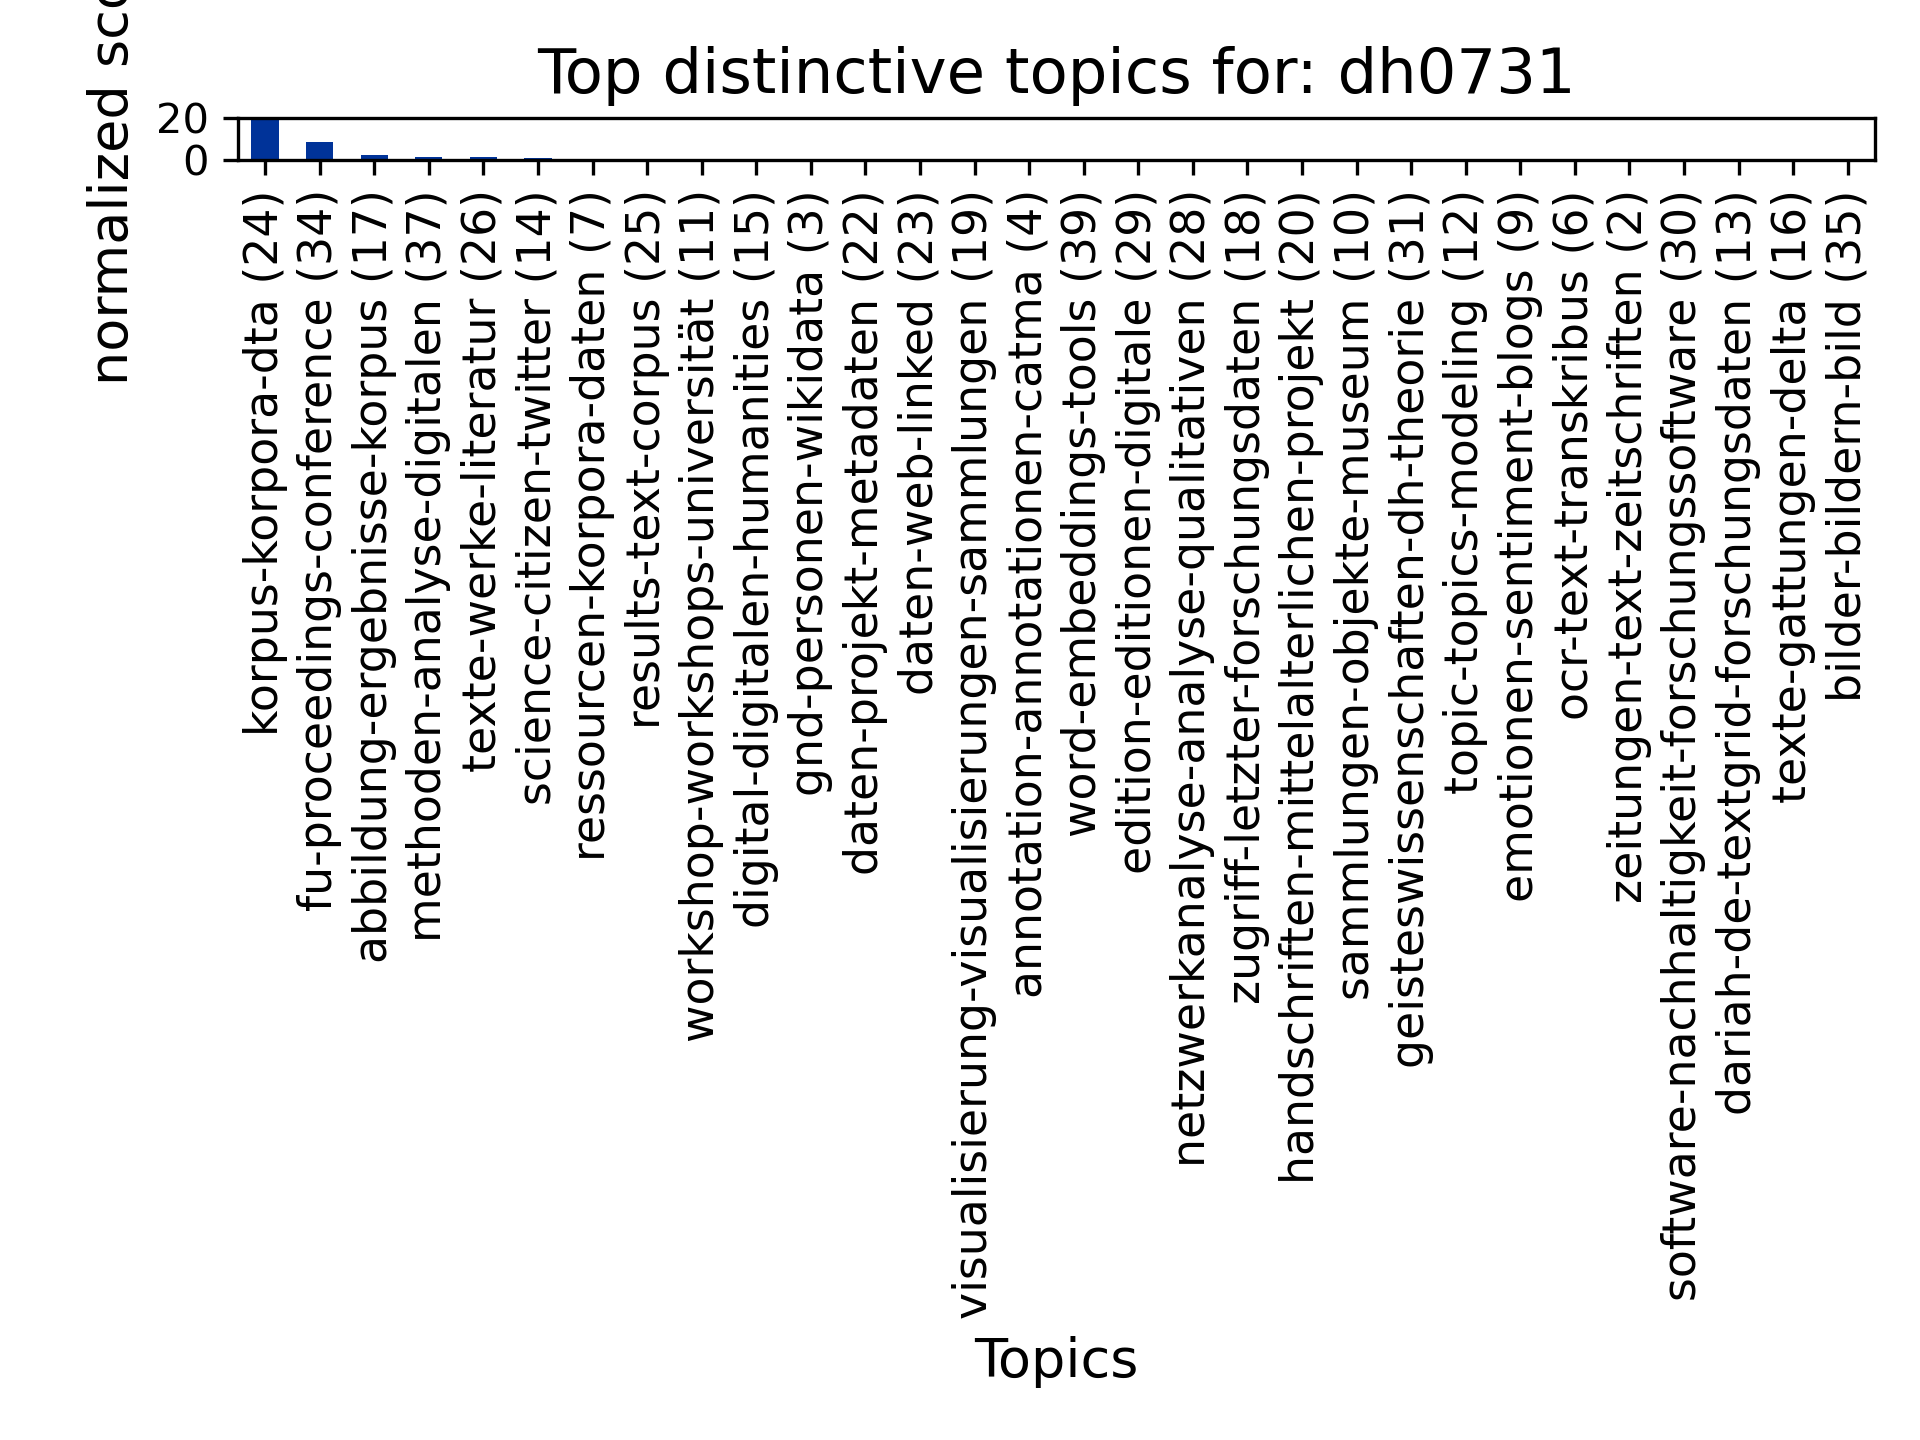 Top distinctive topics for: dh0731
normalized
20
0
korpus-korpora-dta (24)
fu-proceedings-conference (34)
abbildung-ergebnisse-korpus (17)
methoden-analyse-digitalen (37)
texte-werke-literatur (26)
science-citizen-twitter (14)
ressourcen-korpora-daten (7)
results-text-corpus (25)
workshop-workshops-universität (11)
digital-digitalen-humanities (15)
gnd-personen-wikidata (3)
daten-projekt-metadaten (22)
daten-web-linked (23)
visualisierung-visualisierungen-sammlungen (19)
annotation-annotationen-catma (4)
word-embeddings-tools (39)
edition-editionen-digitale (29)
netzwerkanalyse-analyse-qualitativen (28)
zugriff-letzter-forschungsdaten (18)
handschriften-mittelalterlichen-projekt (20)
sammlungen-objekte-museum (10)
geisteswissenschaften-dh-theorie (31)
topic-topics-modeling (12)
emotionen-sentiment-blogs (9)
ocr-text-transkribus (6)
zeitungen-text-zeitschriften (2)
software-nachhaltigkeit-forschungssoftware (30)
dariah-de-textgrid-forschungsdaten (13)
texte-gattungen-delta (16)
bilder-bildern-bild (35)
Topics